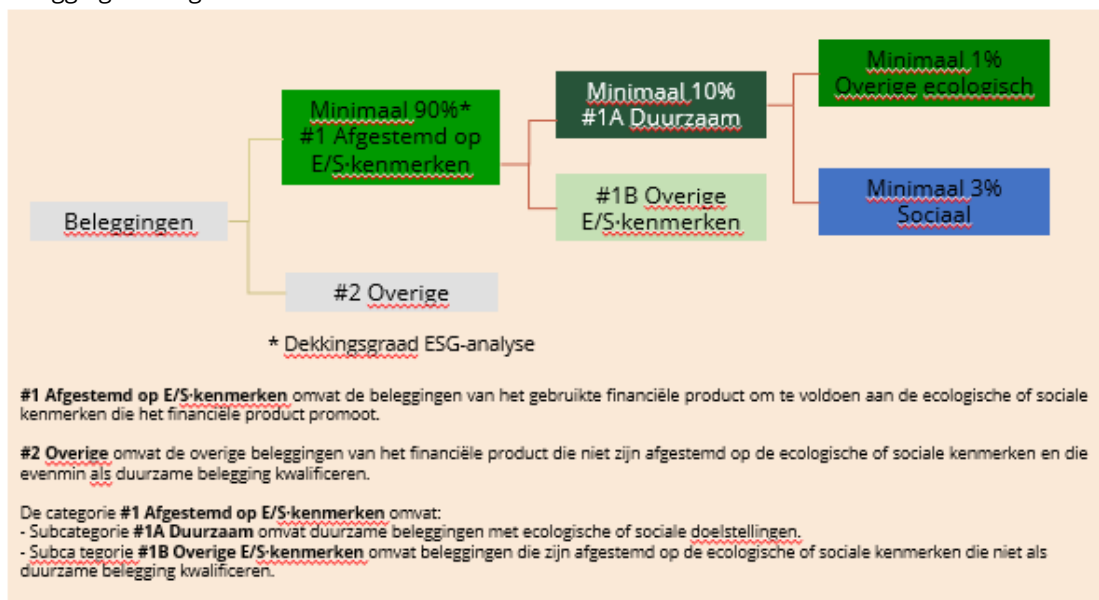 Minimaal 1%
Overige ecologisch
Minimaal 10%
#1A Duurzaam
Minimaal 90%*
#1 Afgestemd op
E/S-kenmerken
#1B Overige
E/S-kenmerken
Minimaal 3%
Sociaal
Beleggingen
#2 Overige
* Dekkingsgraad ESG-analyse
#1 Afgestemd op E/S-kenmerken omvat de beleggingen van het gebruikte financiële product om te voldoen aan de ecologische of sociale
kenmerken die het financiële product promoot.
#2 Overige omvat de overige beleggingen van het financiële product die niet zijn afgestemd op de ecologische of sociale kenmerken en die
evenmin als duurzame belegging kwalificeren.
De categorie #1 Afgestemd op E/S-kenmerken omvat:
- Subcategorie #1A Duurzaam omvat duurzame beleggingen met ecologische of sociale doelstellingen.
- Subca tegorie #1B Overige E/S-kenmerken omvat beleggingen die zijn afgestemd op de ecologische of sociale kenmerken die niet als
duurzame belegging kwalificeren.